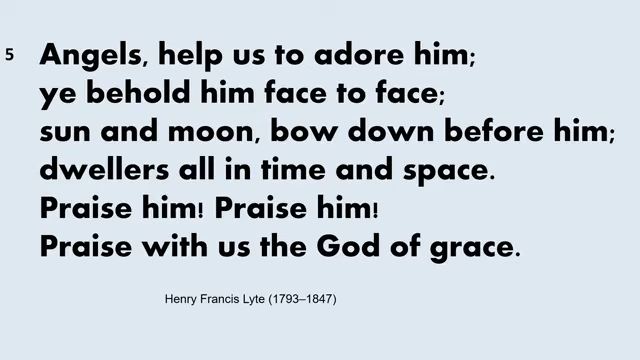 5 Angels, help us to adore him;
ye behold him face to face;
sun and moon, bow down before him;
dwellers all in time and space.
Praise him! Praise him!
Praise with us the God of grace.
Henry Francis Lyte (1793–1847)